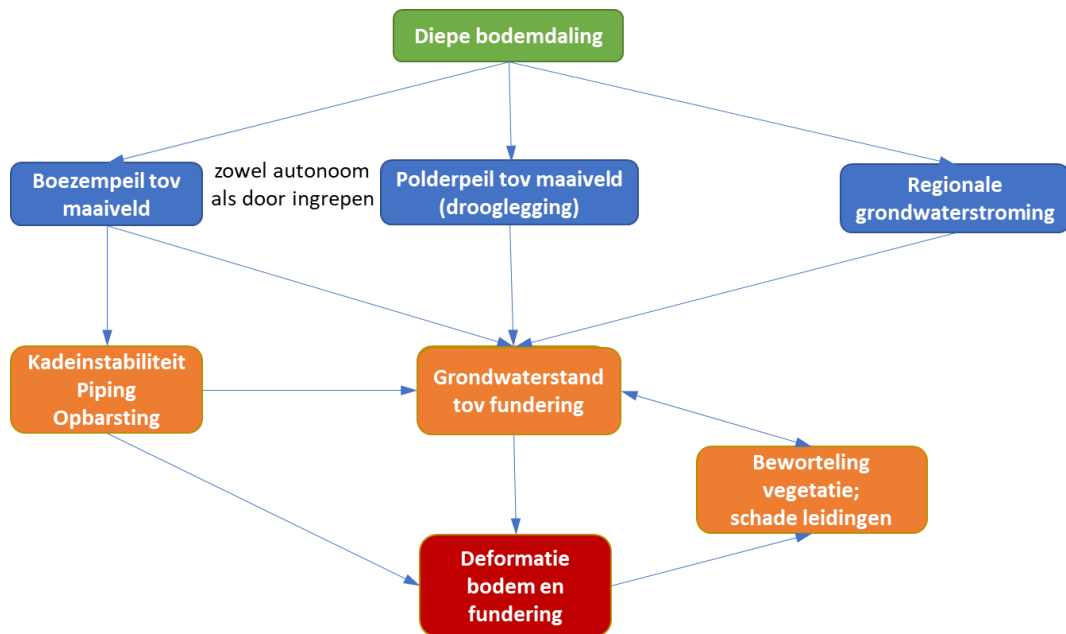 Diepe bodemdaling
Boezempeil tov
maaiveld
zowel autonoom
als door ingrepen
Polderpeil tov maaiveld
(drooglegging)
Regionale
grondwaterstroming
Kadeinstabiliteit
Piping
Opbarsting
Grondwaterstand
tov fundering
Beworteling
vegetatie;
schade leidingen
Deformatie
bodem en
fundering